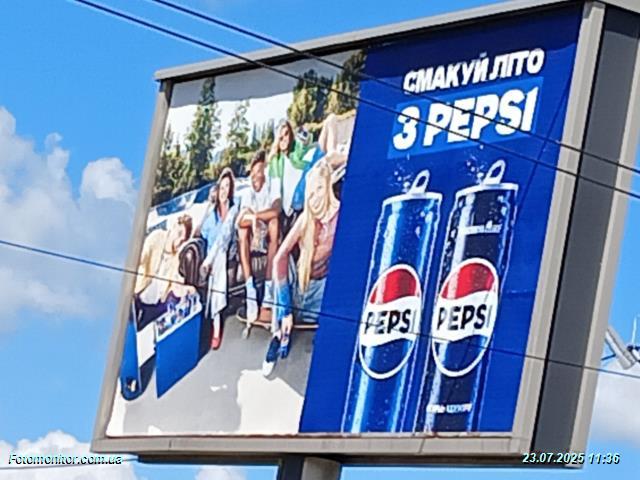 СМАКУЙ ЛІТО
З PEPSI
PEPSI
PEPSI
Fotomonitor.com.ua
23.07.2025 11:36